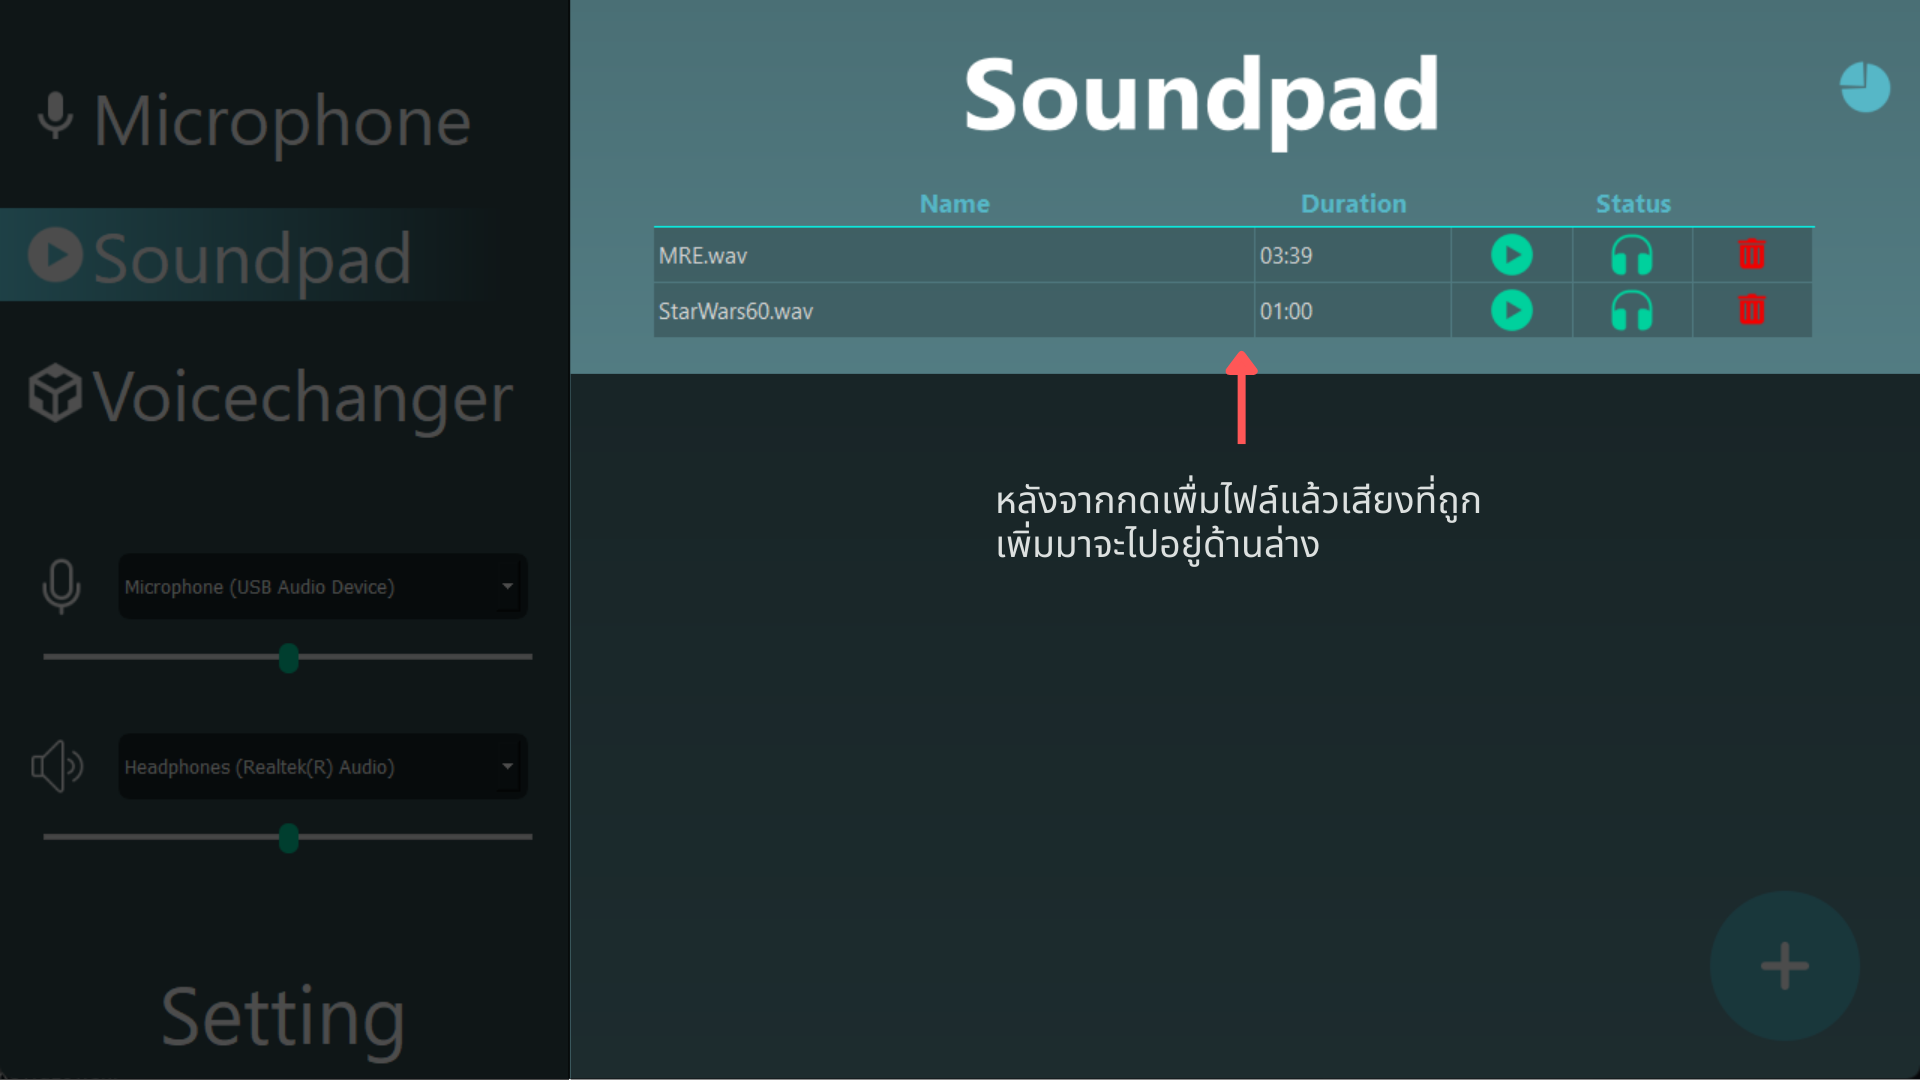 Microphone
Soundpad
Voicechanger
Microphone (USB Audio Device)
Headphones (Realtek(R) Audio)
Setting
Soundpad
Name Duration Status
MRE.wav 03:39
StarWars60.wav 01:00
หลังจากกดเพื่มไฟล์แล้วเสียงที่ถูก
เพิ่มมาจะไปอยู่ด้านล่าง